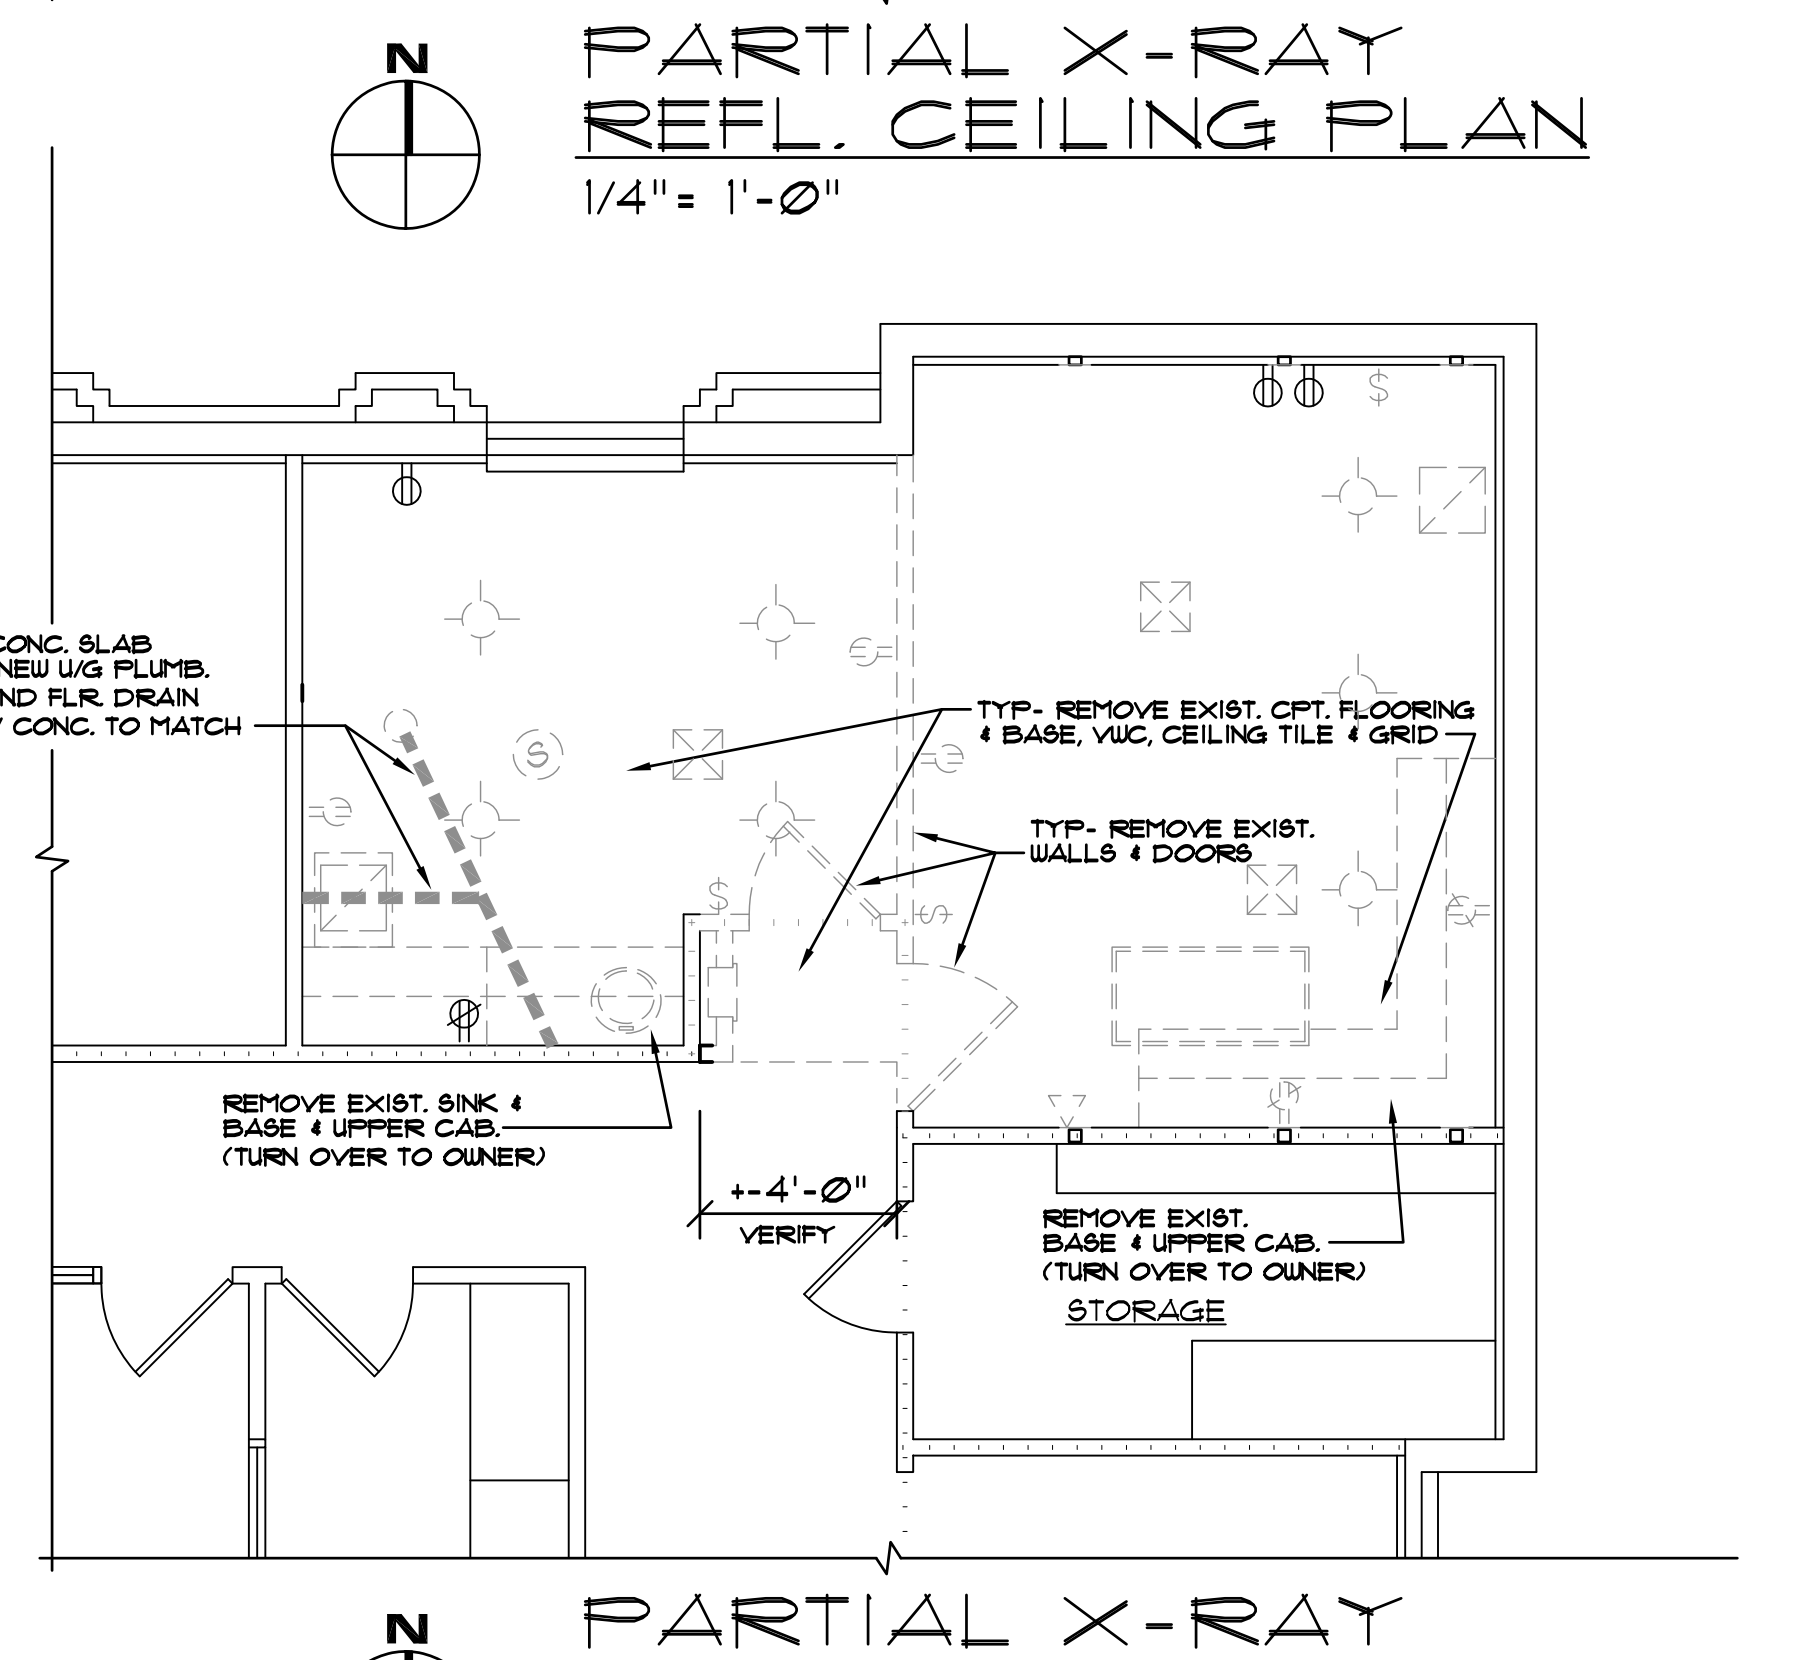 N
PARTIAL X-RAY
REFL. CEILING PLAN
1/4"= 1'-0"
$
CONC. SLAB
NEW U/G PLUMB.
ND FLR. DRAIN
CONC. TO MATCH
S
TYP- REMOVE EXIST. CPT. FLOORING
& BASE, VWC, CEILING TILE & GRID
TYP- REMOVE EXIST.
WALLS & DOORS
$
$
REMOVE EXIST. SINK &
BASE & UPPER CAB.
(TURN OVER TO OWNER)
+-4'-0"
VERIFY
REMOVE EXIST.
BASE & UPPER CAB.
(TURN OVER TO OWNER)
STORAGE
N
PARTIAL X-RAY